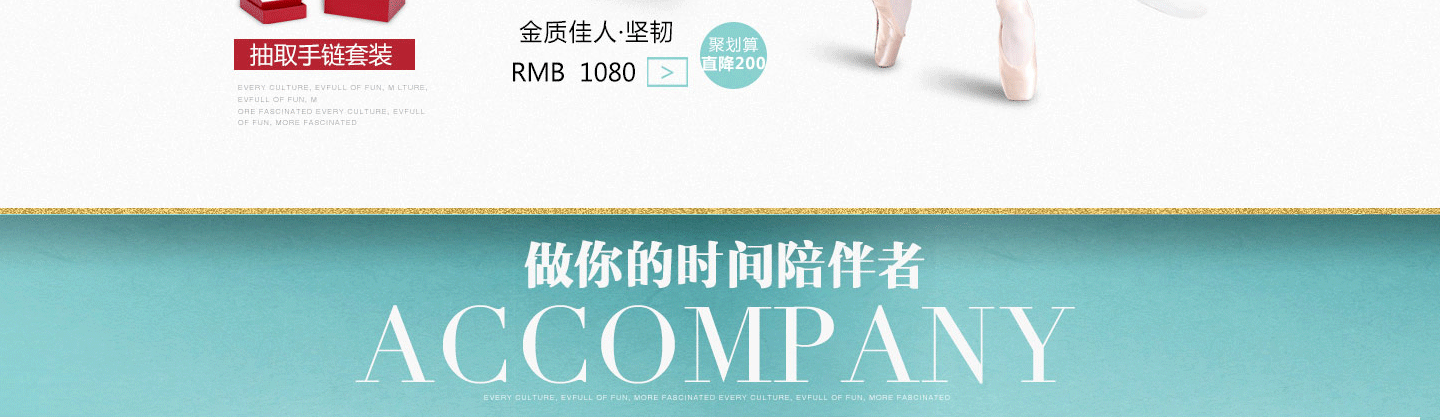 抽取手链套装
EVERY CULTURE, EVFULL OF FUN, M LTURE,
EVFULL OF FUN, M
ORE FASCINATED EVERY CULTURE, EVFULL
OF FUN, MORE FASCINATED
金质佳人·坚韧
RMB 1080 >
聚划算
直降200
做你的时间陪伴者
ACCOMPANY
EVERY CULTURE, EVFULL OF FUN, MORE FASCINATED EVERY CULTURE, EVFULL OF FUN, MORE FASCINATED